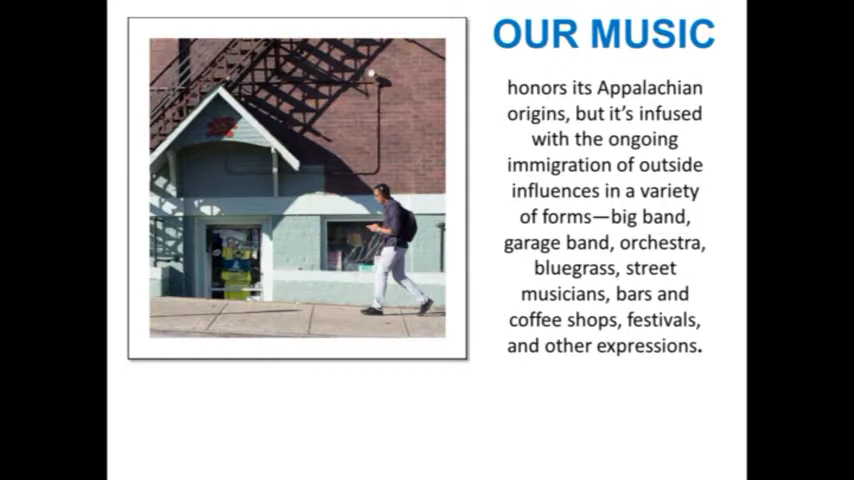 OUR MUSIC
honors its Appalachian
origins, but it’s infused
with the ongoing
immigration of outside
influences in a variety
of forms—big band,
garage band, orchestra,
bluegrass, street
musicians, bars and
coffee shops, festivals,
and other expressions.